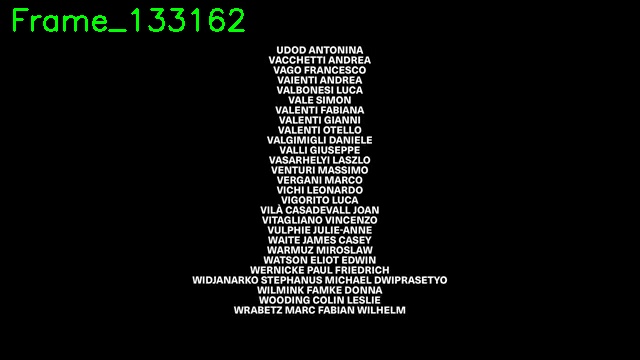 Frame_133162
UDOD ANTONINA
VACCHETTI ANDREA
VAGO FRANCESCO
VAIENTI ANDREA
VALBONESI LUCA
VALE SIMON
VALENTI FABIANA
VALENTI GIANNI
VALENTI OTELLO
VALGIMIGLI DANIELE
VALLI GIUSEPPE
VASARHELYI LASZLO
VENTURI MASSIMO
VERGANI MARCO
VICHI LEONARDO
VIGORITO LUCA
VILÀ CASADEVALL JOAN
VITAGLIANO VINCENZO
VULPHIE JULIE-ANNE
WAITE JAMES CASEY
WARMUZ MIROSLAW
WATSON ELIOT EDWIN
WERNICKE PAUL FRIEDRICH
WIDJANARKO STEPHANUS MICHAEL DWIPRASETYO
WILMINK FAMKE DONNA
WOODING COLIN LESLIE
WRABETZ MARC FABIAN WILHELM